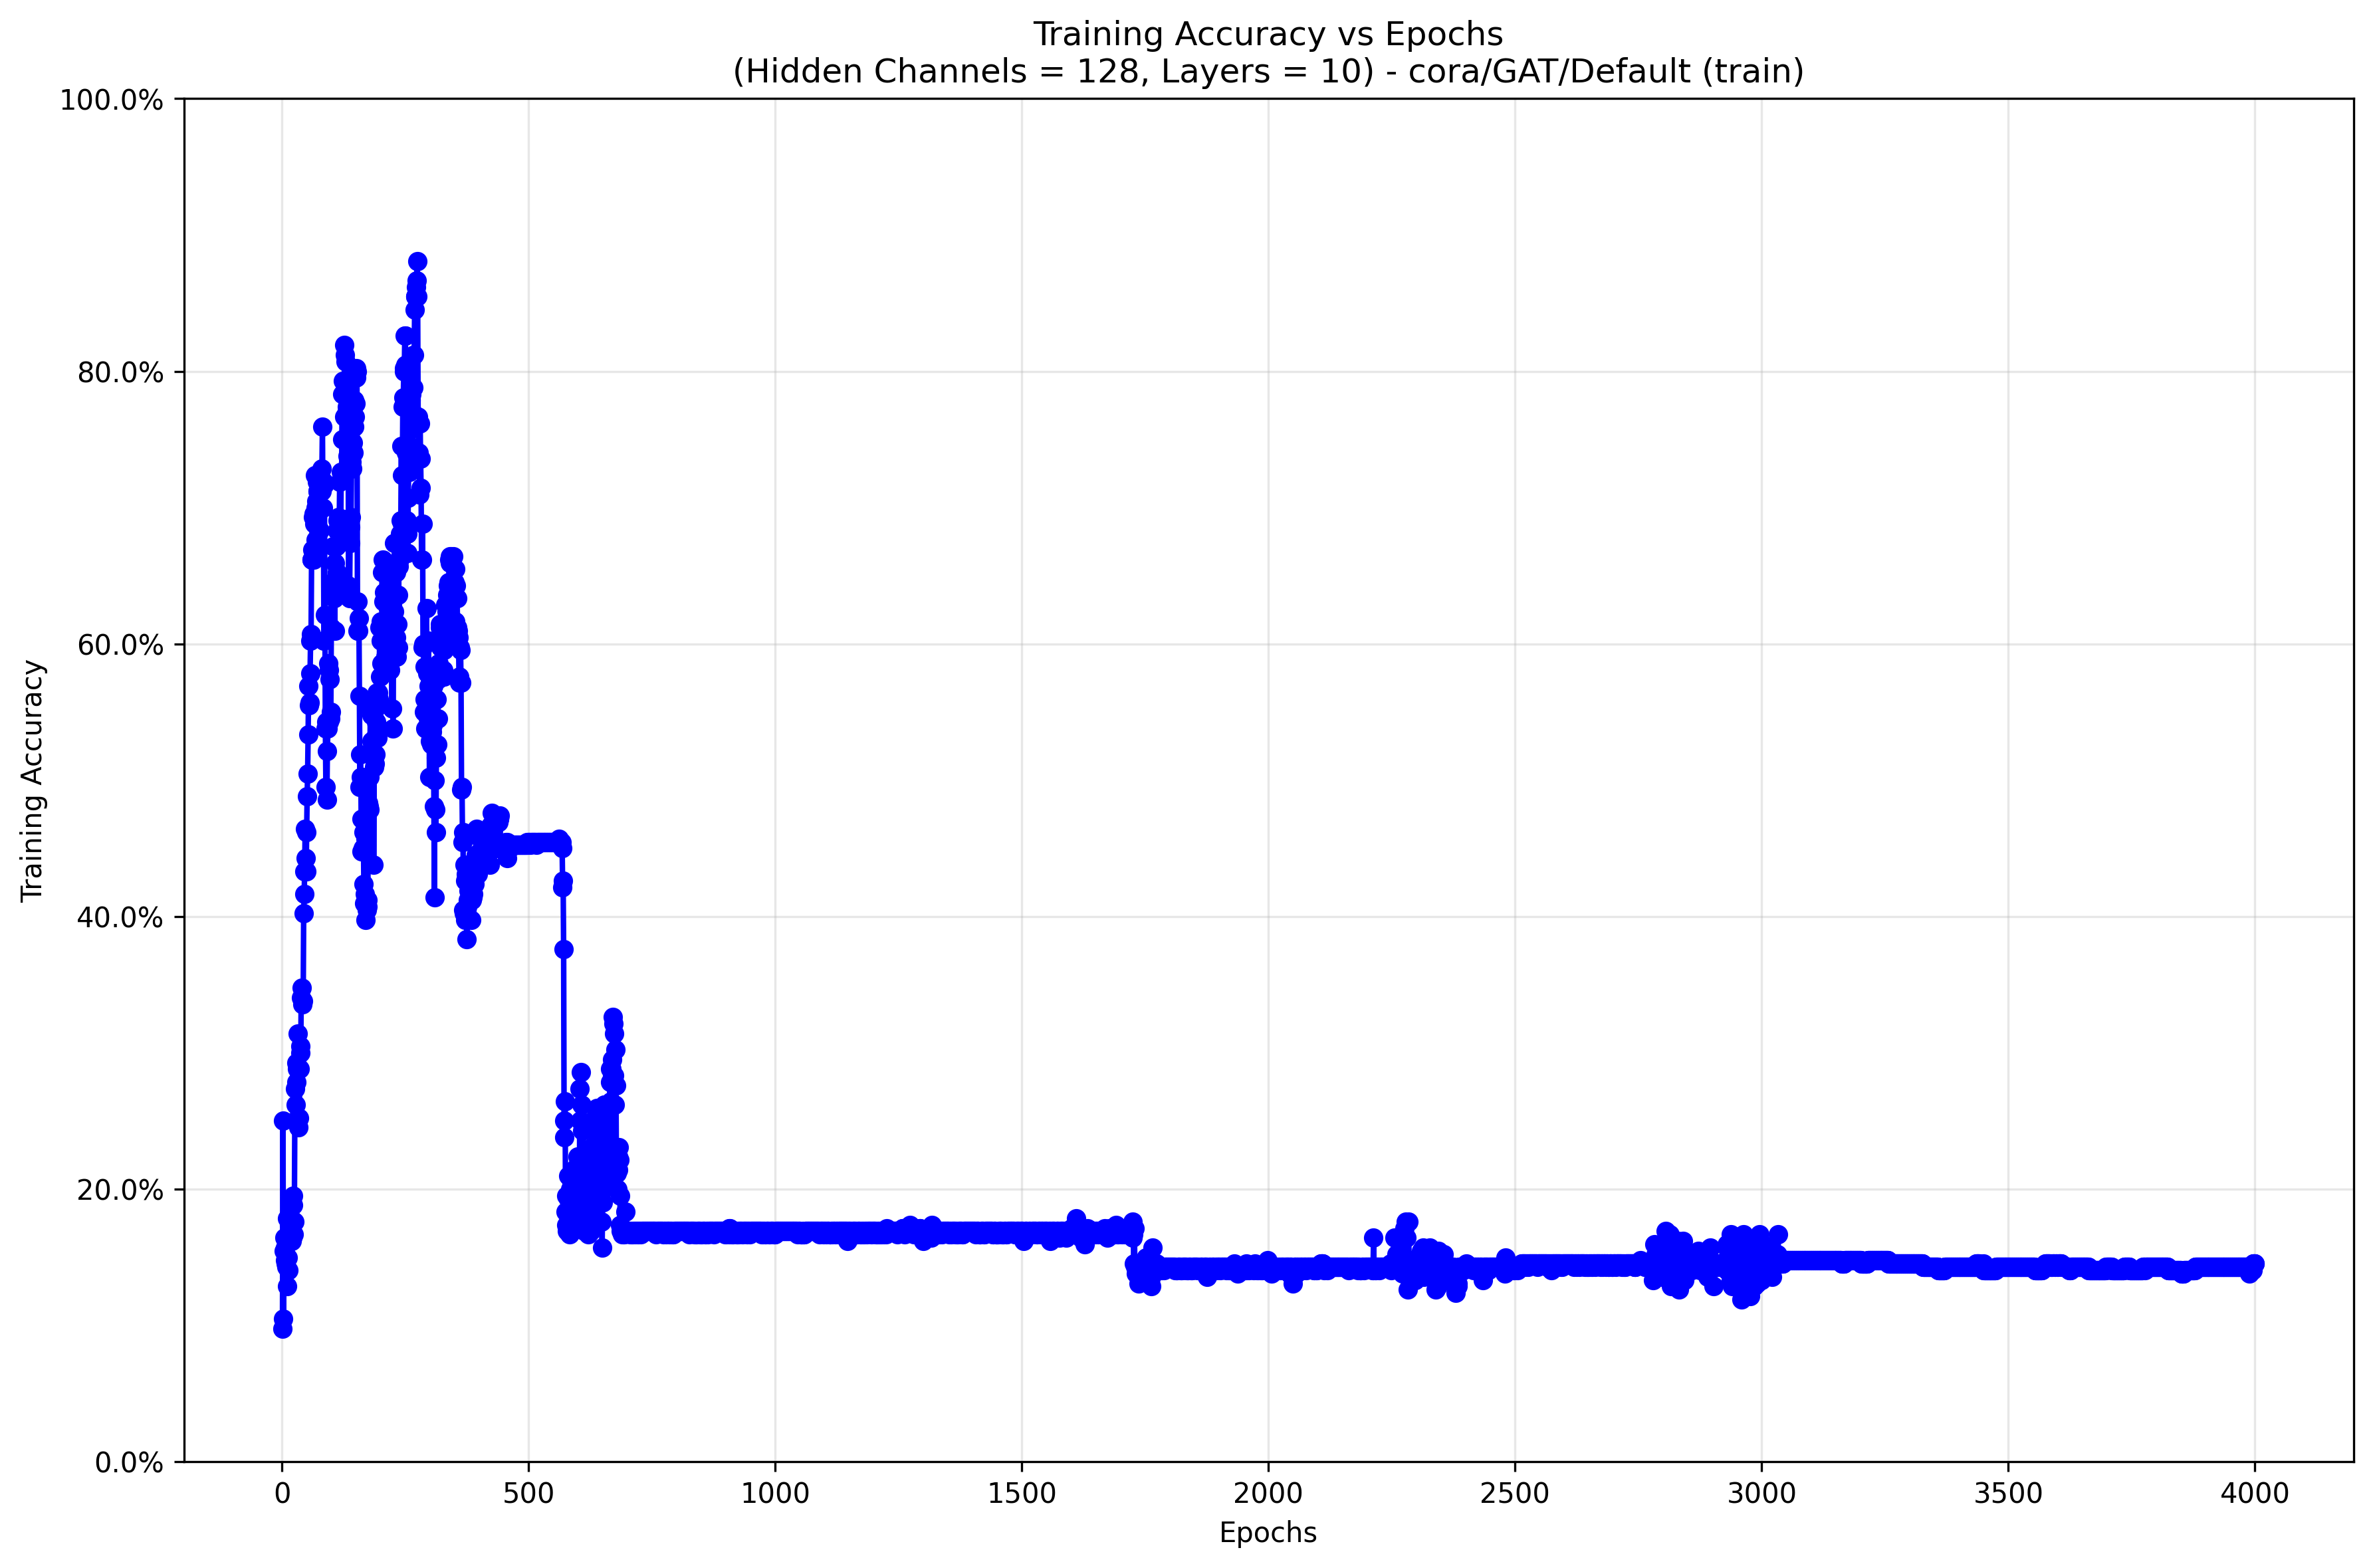 Training Accuracy vs Epochs
(Hidden Channels = 128, Layers = 10) - cora/GAT/Default (train)
100.0%
80.0%
60.0%
40.0%
20.0%
0.0%
Training Accuracy
0 500 1000 1500 2000 2500 3000 3500 4000
Epochs